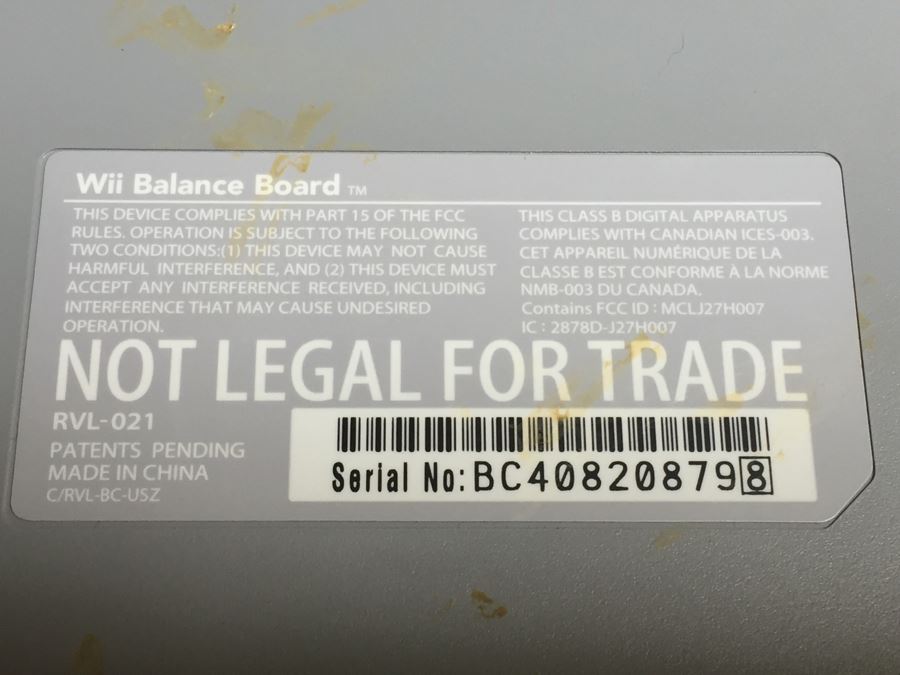 Wii Balance Board TM
THIS DEVICE COMPLIES WITH PART 15 OF THE FCC
RULES. OPERATION IS SUBJECT TO THE FOLLOWING
TWO CONDITIONS:(1) THIS DEVICE MAY NOT CAUSE
HARMFUL INTERFERENCE, AND (2) THIS DEVICE MUST
ACCEPT ANY INTERFERENCE RECEIVED, INCLUDING
INTERFERENCE THAT MAY CAUSE UNDESIRED
OPERATION.
THIS CLASS B DIGITAL APPARATUS
COMPLIES WITH CANADIAN ICES-003.
CET APPAREIL NUMÉRIQUE DE LA
CLASSE B EST CONFORME À LA NORME
NMB-003 DU CANADA.
Contains FCC ID : MCLJ27H007
IC : 2878D-J27H007
NOT LEGAL FOR TRADE
RVL-021
PATENTS PENDING
MADE IN CHINA
C/RVL-BC-USZ
Serial No:BC4082087998